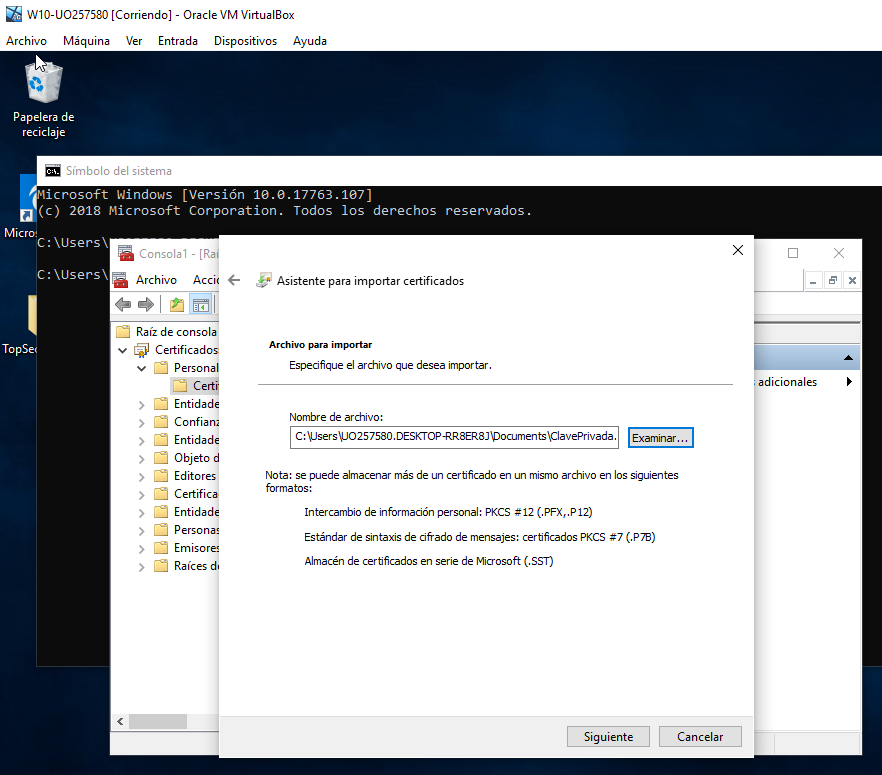 W10-UO257580 [Corriendo] - Oracle VM VirtualBox
Archivo Máquina Ver Entrada Dispositivos Ayuda
Papelera de
reciclaje
Símbolo del sistema
Microsoft Windows [Versión 10.0.17763.107]
(c) 2018 Microsoft Corporation. Todos los derechos reservados.
C:\Users\
C:\Users\
Consola1 - [Raí
Archivo Acci
Raíz de consola
Certificados
Personal
Certi
Entidade
Confianz
Entidade
Objeto d
Editores
Certifica
Entidade
Personas
Emisores
Raíces de
adicionales
Asistente para importar certificados
Archivo para importar
Especifique el archivo que desea importar.
Nombre de archivo:
C:\Users\UO257580.DESKTOP-RR8ER8J\Documents\ClavePrivada.
Examinar...
Nota: se puede almacenar más de un certificado en un mismo archivo en los siguientes
formatos:
Intercambio de información personal: PKCS #12 (.PFX,.P12)
Estándar de sintaxis de cifrado de mensajes: certificados PKCS #7 (.P7B)
Almacén de certificados en serie de Microsoft (.SST)
Siguiente Cancelar
Micros
TopSec